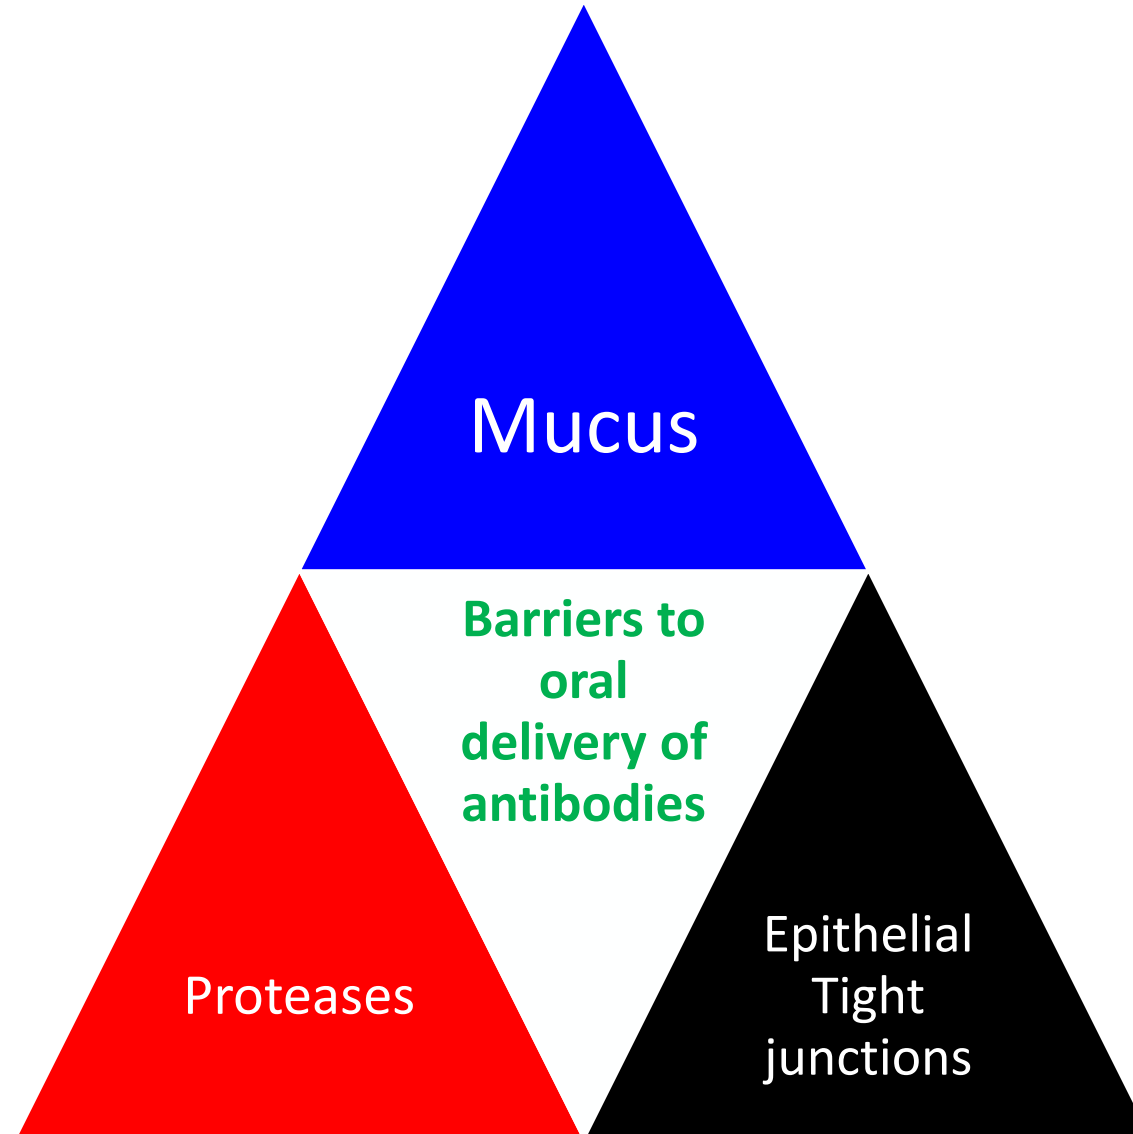 Mucus
Barriers to
oral
delivery of
antibodies
Proteases
Epithelial
Tight
junctions